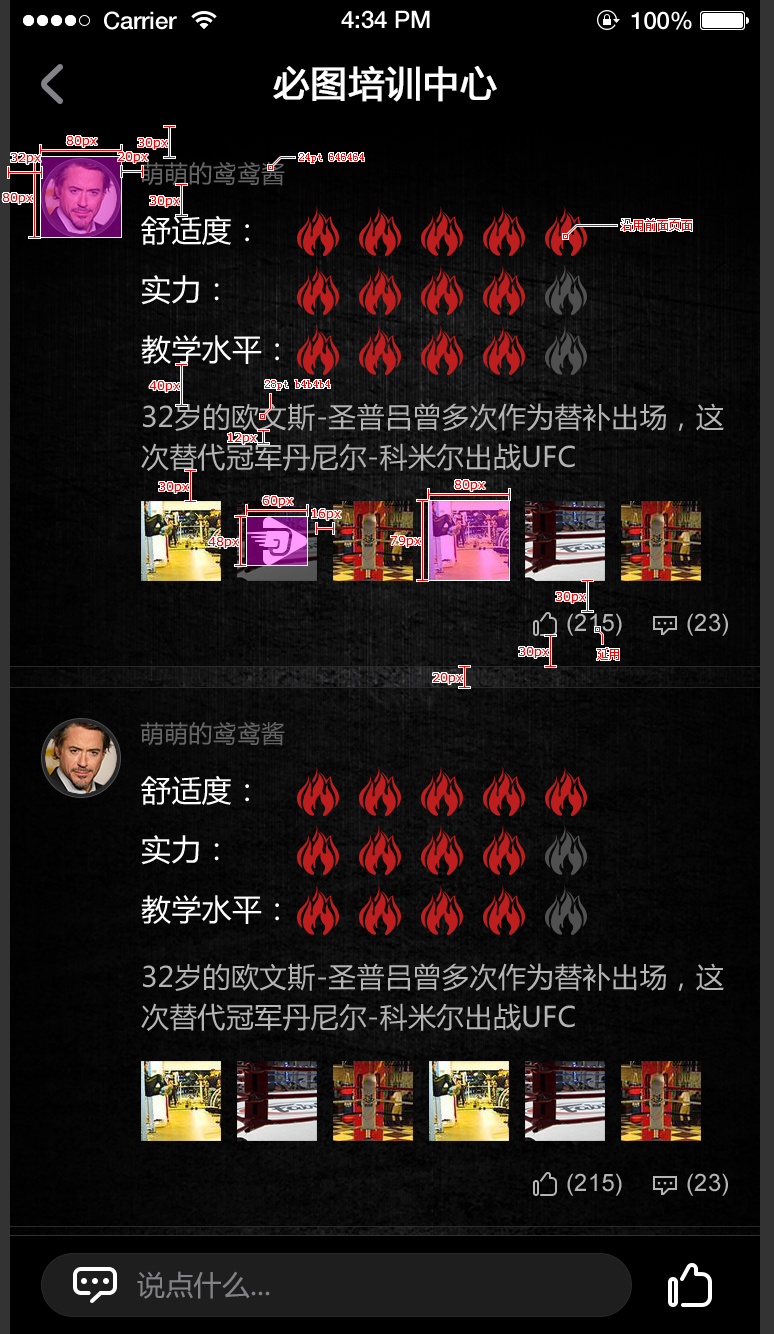 Carrier 4:34 PM 100%
必图培训中心
80px
30px
32px
20px
24pt 646464
萌萌的鸢鸢酱
80px
30px
舒适度：
沿用前面页面
实力：
教学水平：
40px
28pt b4b4b4
32岁的欧文斯-圣普吕曾多次作为替补出场，这
12px
次替代冠军丹尼尔-科米尔出战UFC
30px
60px
80px
16px
48px
79px
30px
(215) (23)
30px
延用
20px
萌萌的鸢鸢酱
舒适度：
实力：
教学水平：
32岁的欧文斯-圣普吕曾多次作为替补出场，这
次替代冠军丹尼尔-科米尔出战UFC
(215) (23)
说点什么...